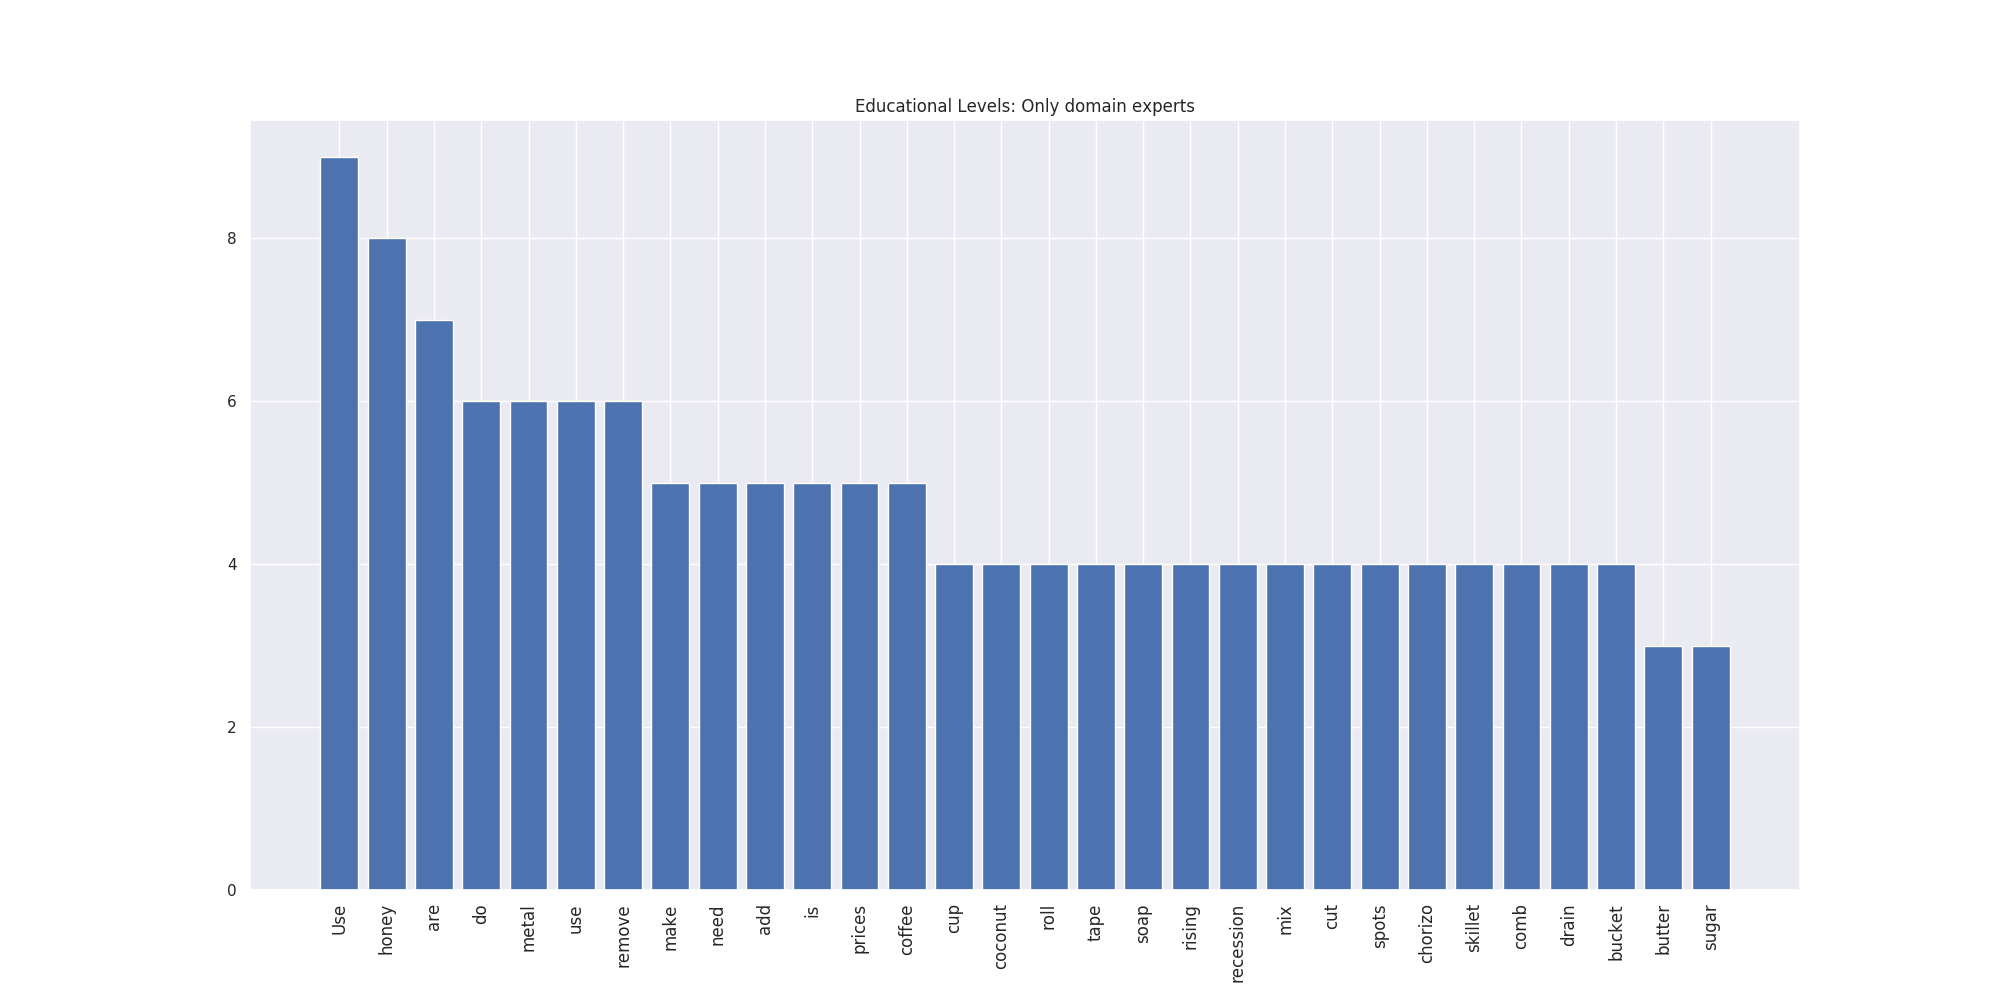 Educational Levels: Only domain experts
8
6
4
2
0
Use
honey
are
do
metal
use
remove
make
need
add
is
prices
coffee
cup
coconut
roll
tape
soap
rising
recession
mix
cut
spots
chorizo
skillet
comb
drain
bucket
butter
sugar